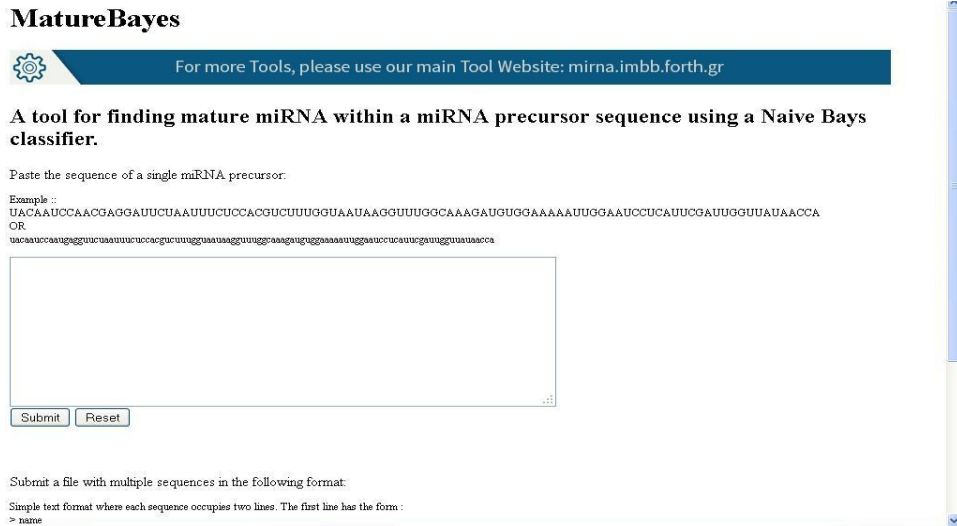 MatureBayes
For more Tools, please use our main Tool Website: mirna.imbb.forth.gr
A tool for finding mature miRNA within a miRNA precursor sequence using a Naive Bays
classifier.
Paste the sequence of a single miRNA precursor:
Example ::
UACAAUCCAACGAGGAUUCUAAUUUCUCCACGUCUUUGGUAAUAAGGUUUGGCAAAGAUGUGGAAAAAUUGGAAUCCUCAUUCGAUUGGUUAUAACCA
OR
uacaauccaaugagguucuaauuucuccacgucuuugguaauaagguuuggcaaagauguggaaaaauuggaauccucauucgauugguuauaacca
Submit Reset
Submit a file with multiple sequences in the following format:
Simple text format where each sequence occupies two lines. The first line has the form :
> name